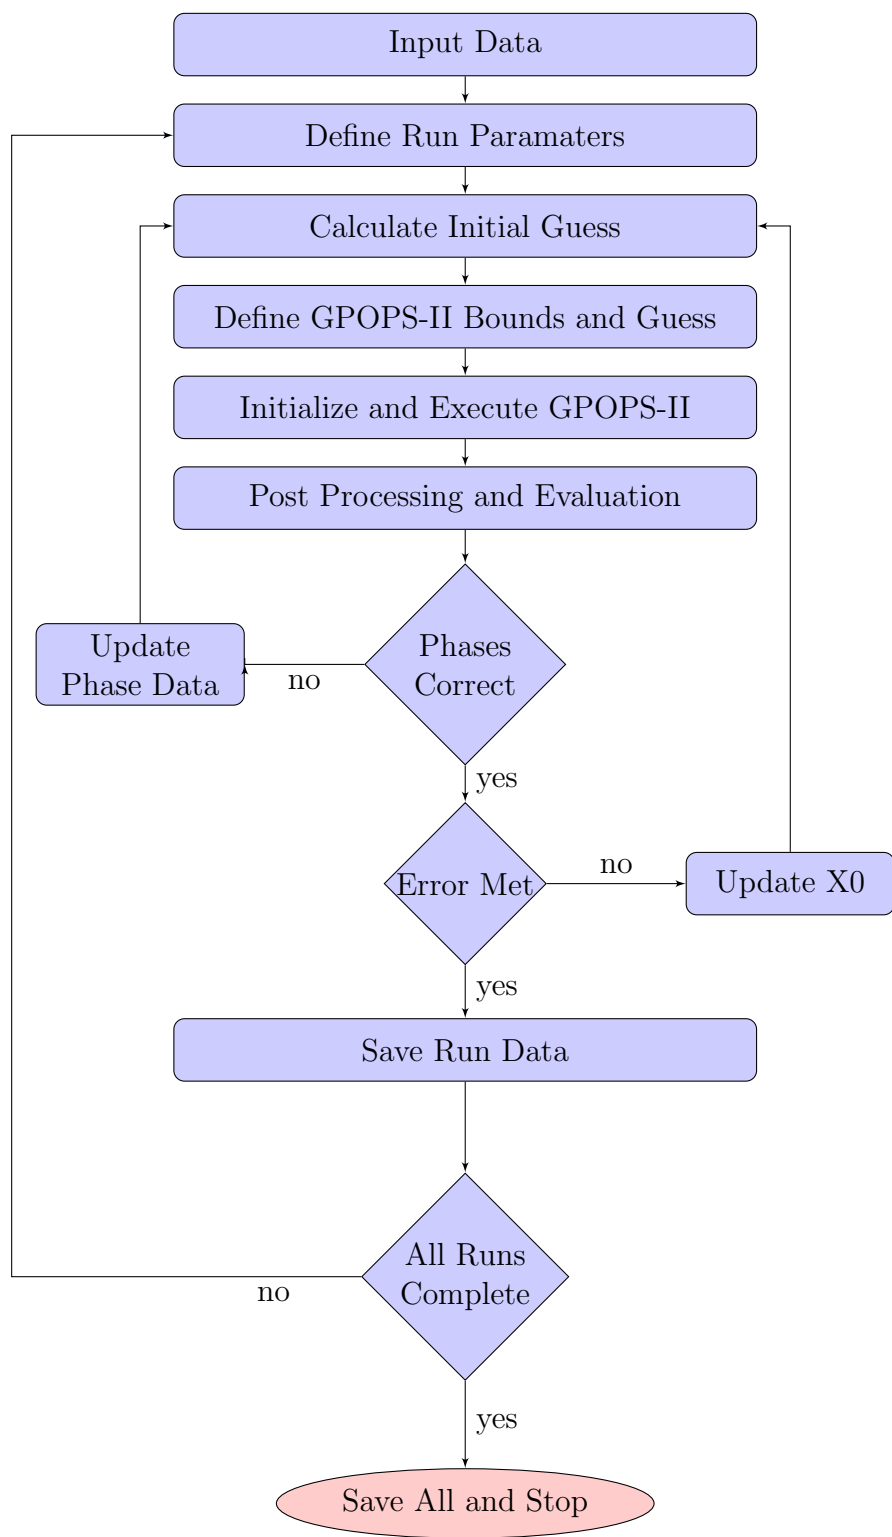 Input Data
Define Run Paramaters
Calculate Initial Guess
Define GPOPS-II Bounds and Guess
Initialize and Execute GPOPS-II
Post Processing and Evaluation
Update
Phase Data
no
Phases
Correct
yes
Error Met
no
Update X0
yes
Save Run Data
All Runs
Complete
no
yes
Save All and Stop